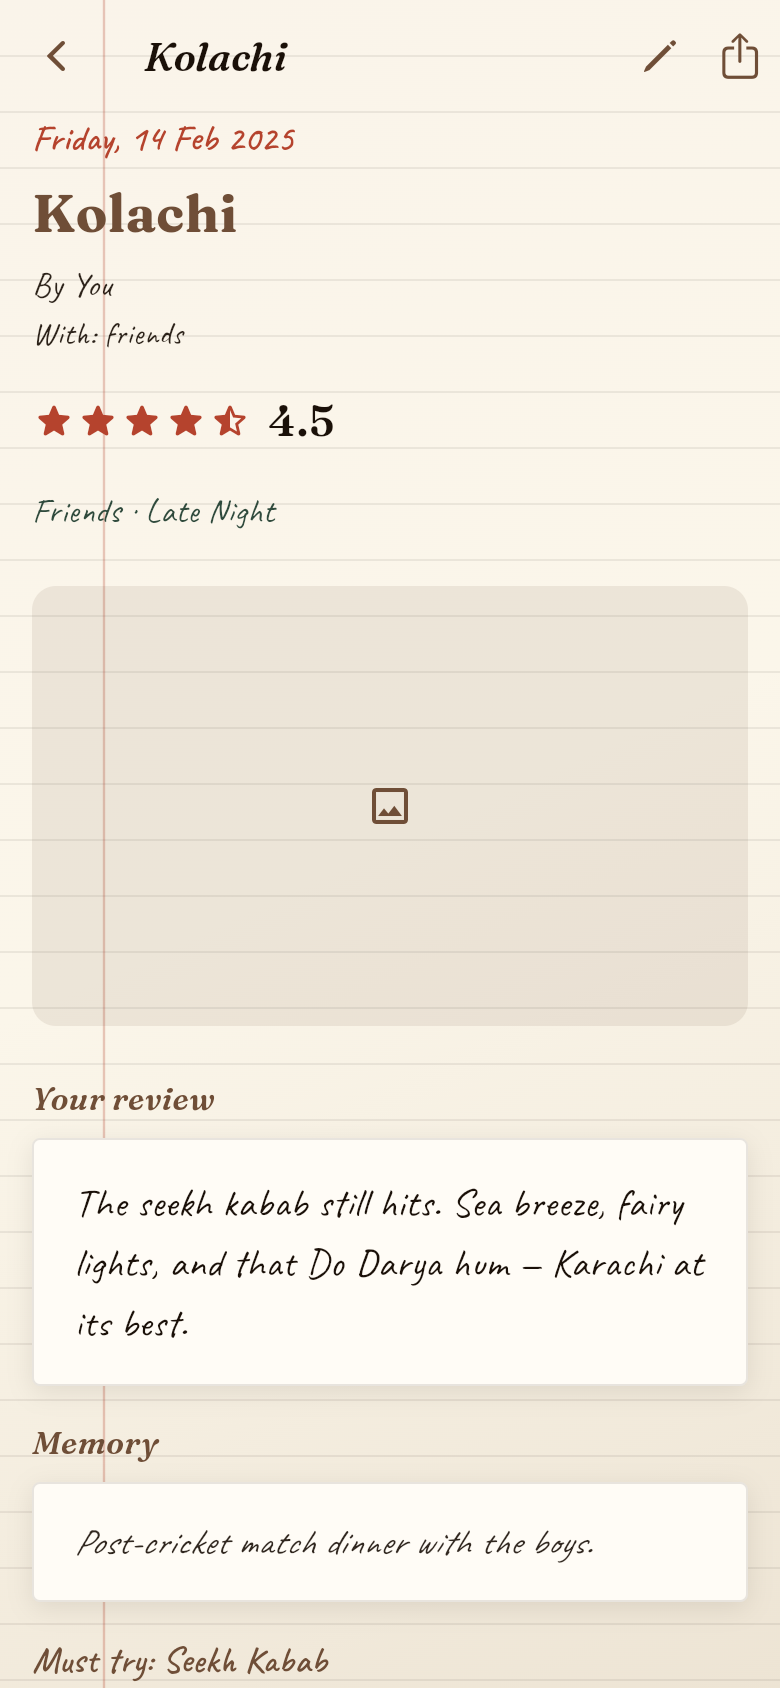 Kolachi
Friday, 14 Feb 2025
Kolachi
By You
With: friends
4.5
Friends · Late Night
Your review
The seekh kabab still hits. Sea breeze, fairy
lights, and that Do Darya hum – Karachi at
its best.
Memory
Post-cricket match dinner with the boys.
Must try: Seekh Kabab